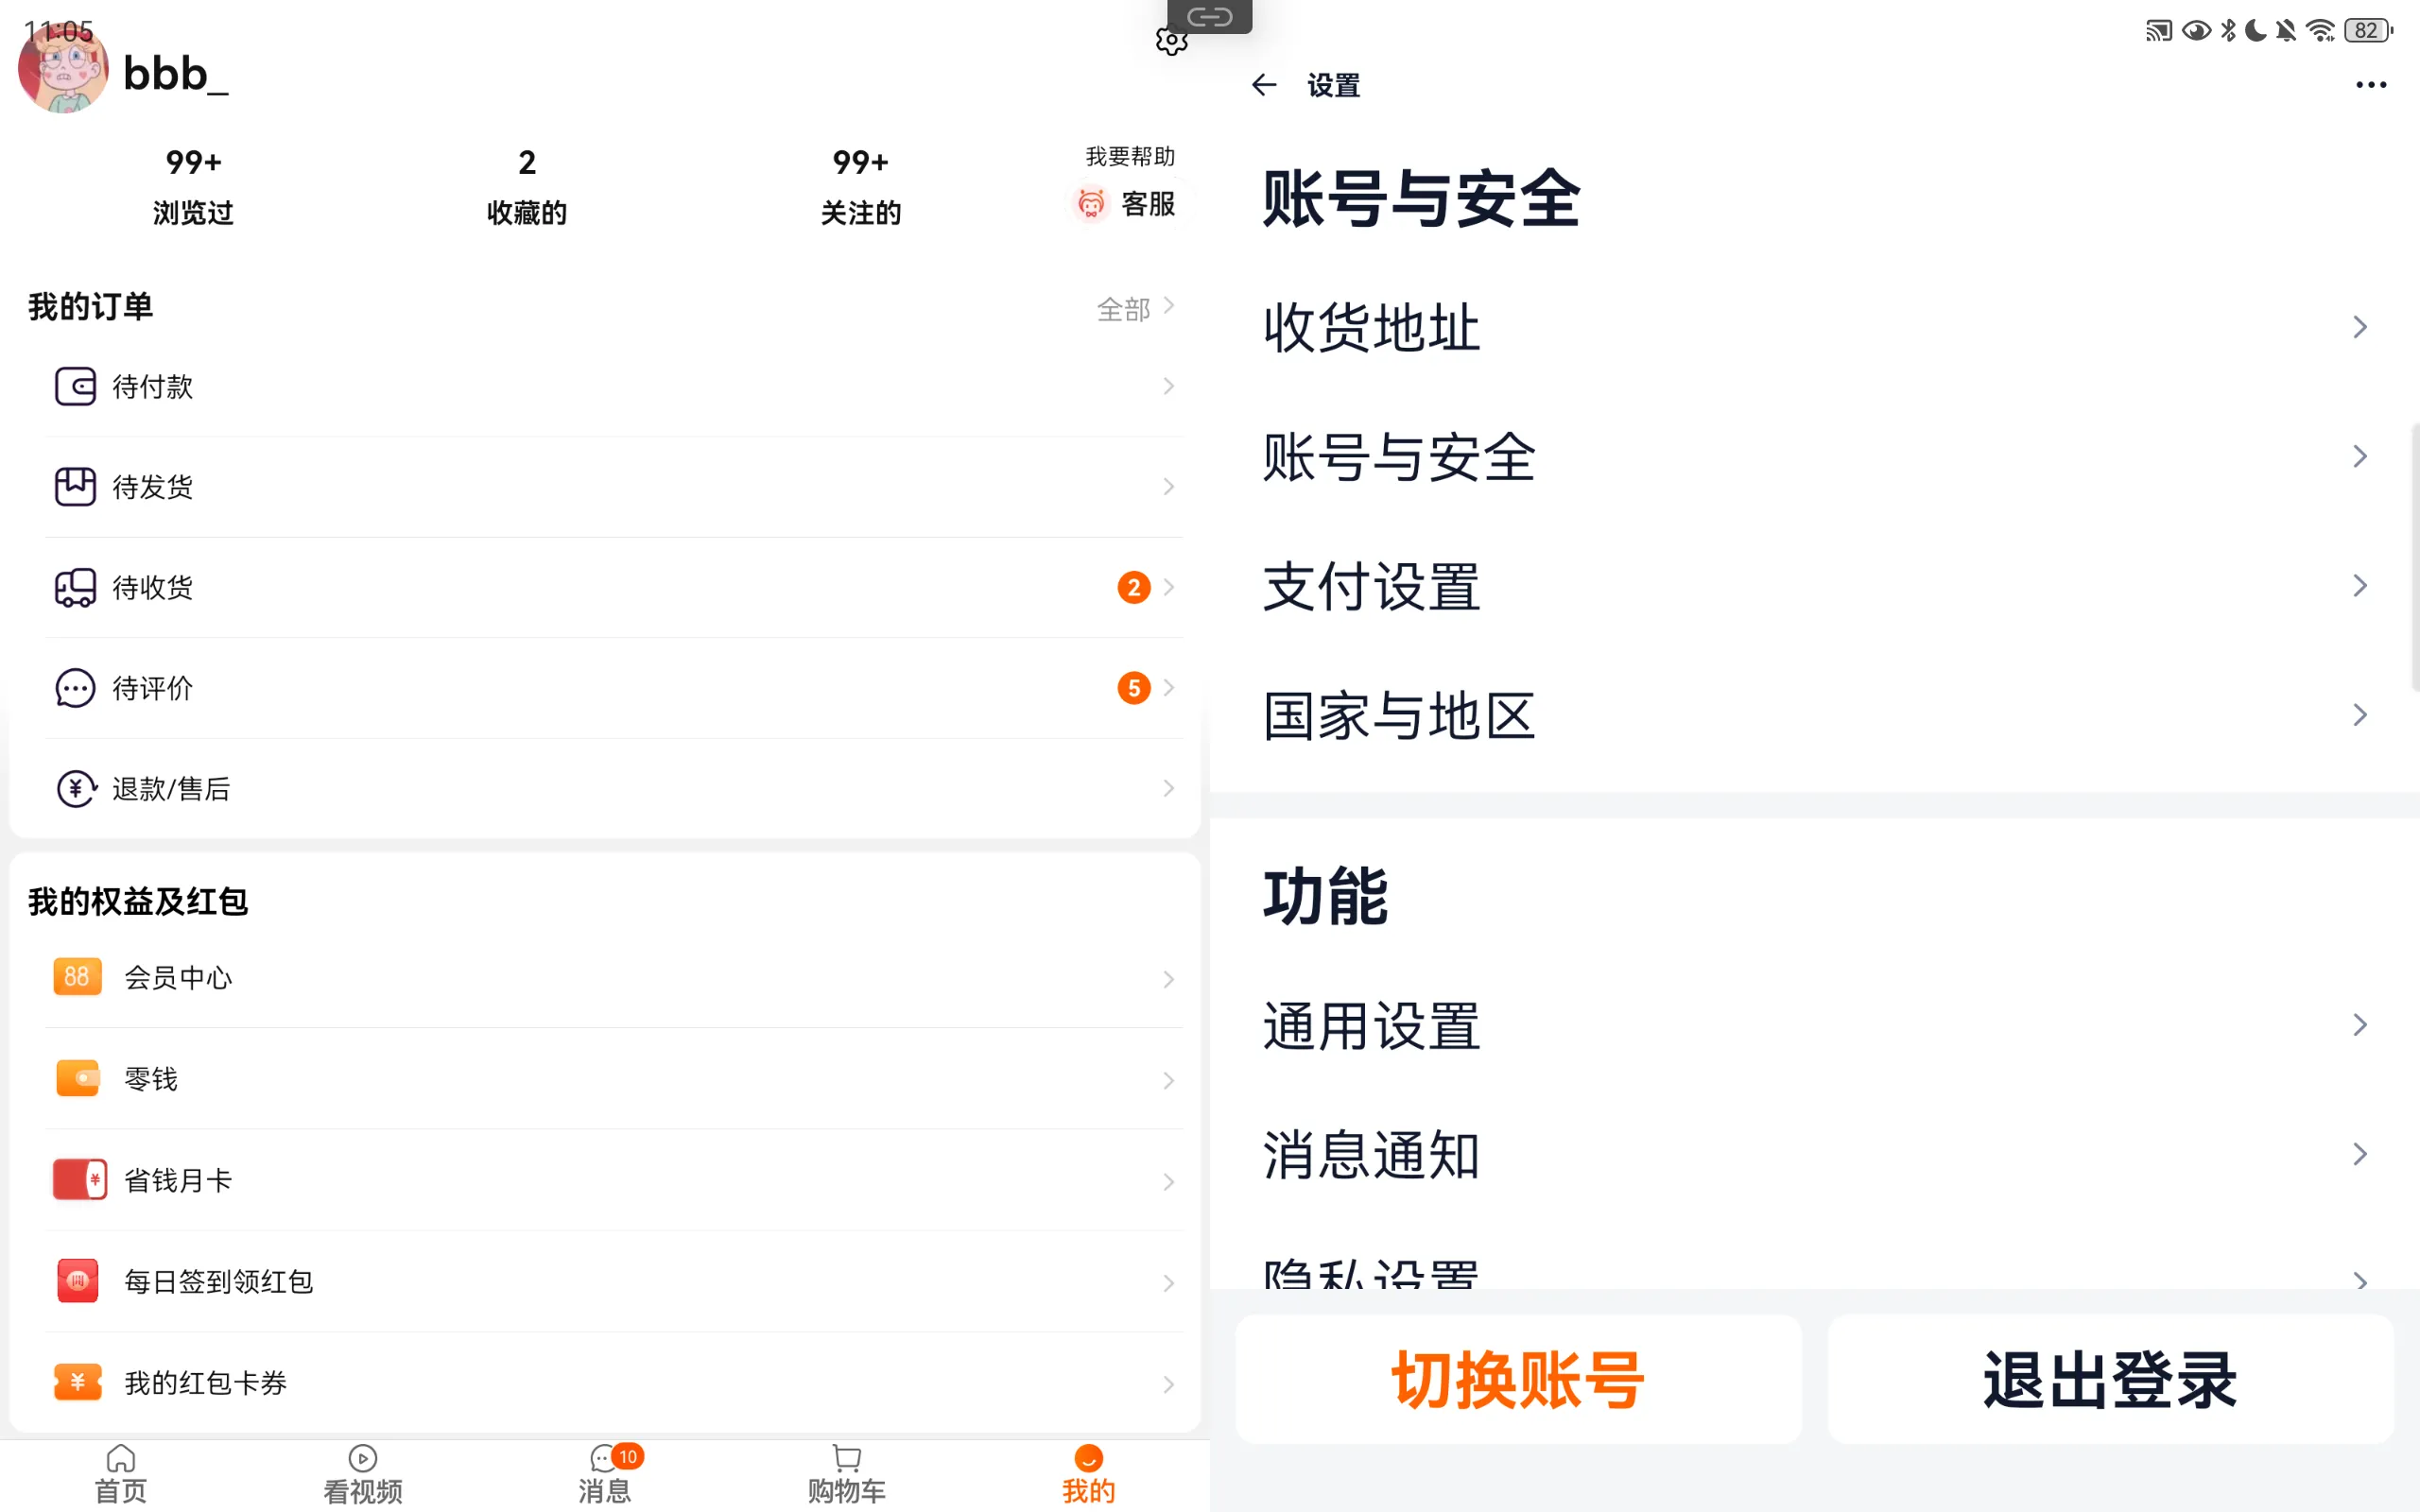 11:05
bbb_
99+
浏览过
2
收藏的
99+
关注的
我要帮助
客服
我的订单
全部
待付款
待发货
待收货
2
待评价
5
退款/售后
我的权益及红包
88
会员中心
零钱
省钱月卡
每日签到领红包
我的红包卡券
首页
看视频
10
消息
购物车
我的
82
设置
账号与安全
收货地址
账号与安全
支付设置
国家与地区
功能
通用设置
消息通知
隐私设置
切换账号
退出登录